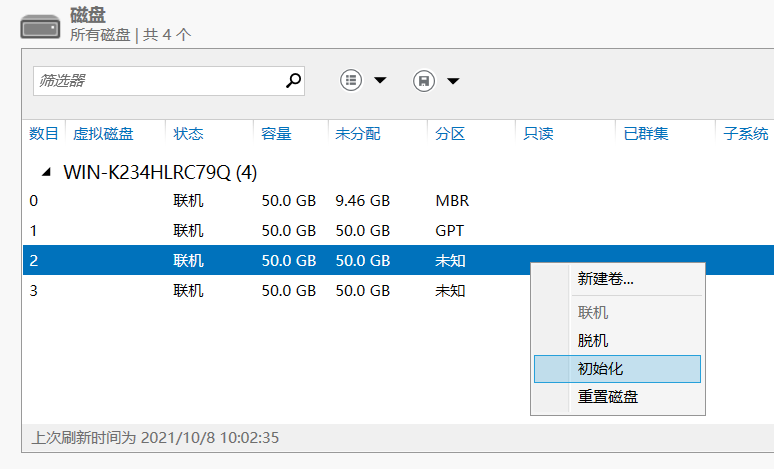 磁盘
所有磁盘 | 共 4 个
筛选器
数目 虚拟磁盘 状态 容量 未分配 分区 只读 已群集 子系统
WIN-K234HLRC79Q (4)
0 联机 50.0 GB 9.46 GB MBR
1 联机 50.0 GB 50.0 GB GPT
2 联机 50.0 GB 50.0 GB 未知
3 联机 50.0 GB 50.0 GB 未知
新建卷...
联机
脱机
初始化
重置磁盘
上次刷新时间为 2021/10/8 10:02:35